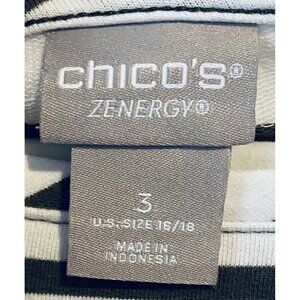 chico's®
ZENERGY®
3
U.S. SIZE 16/18
MADE IN
INDONESIA